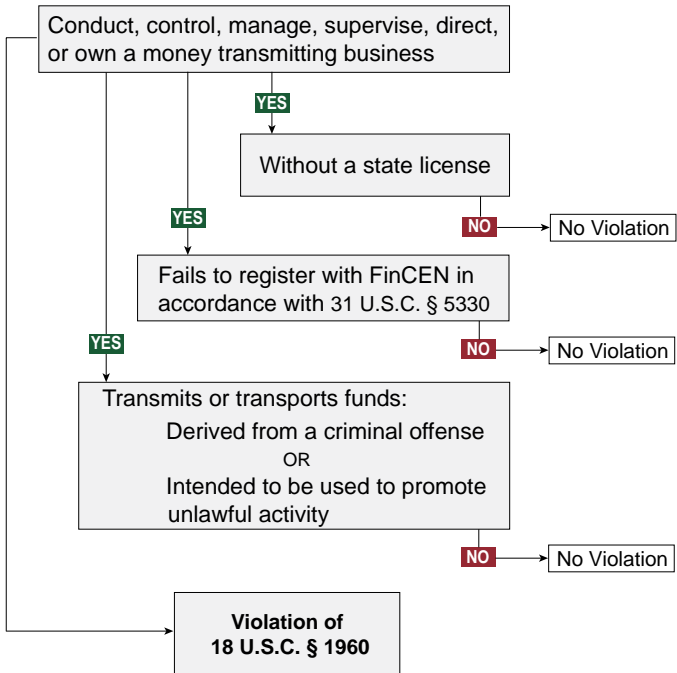 Conduct, control, manage, supervise, direct,
or own a money transmitting business
YES
Without a state license
NO
No Violation
YES
Fails to register with FinCEN in
accordance with 31 U.S.C. § 5330
NO
No Violation
YES
Transmits or transports funds:
Derived from a criminal offense
OR
Intended to be used to promote
unlawful activity
NO
No Violation
Violation of
18 U.S.C. § 1960